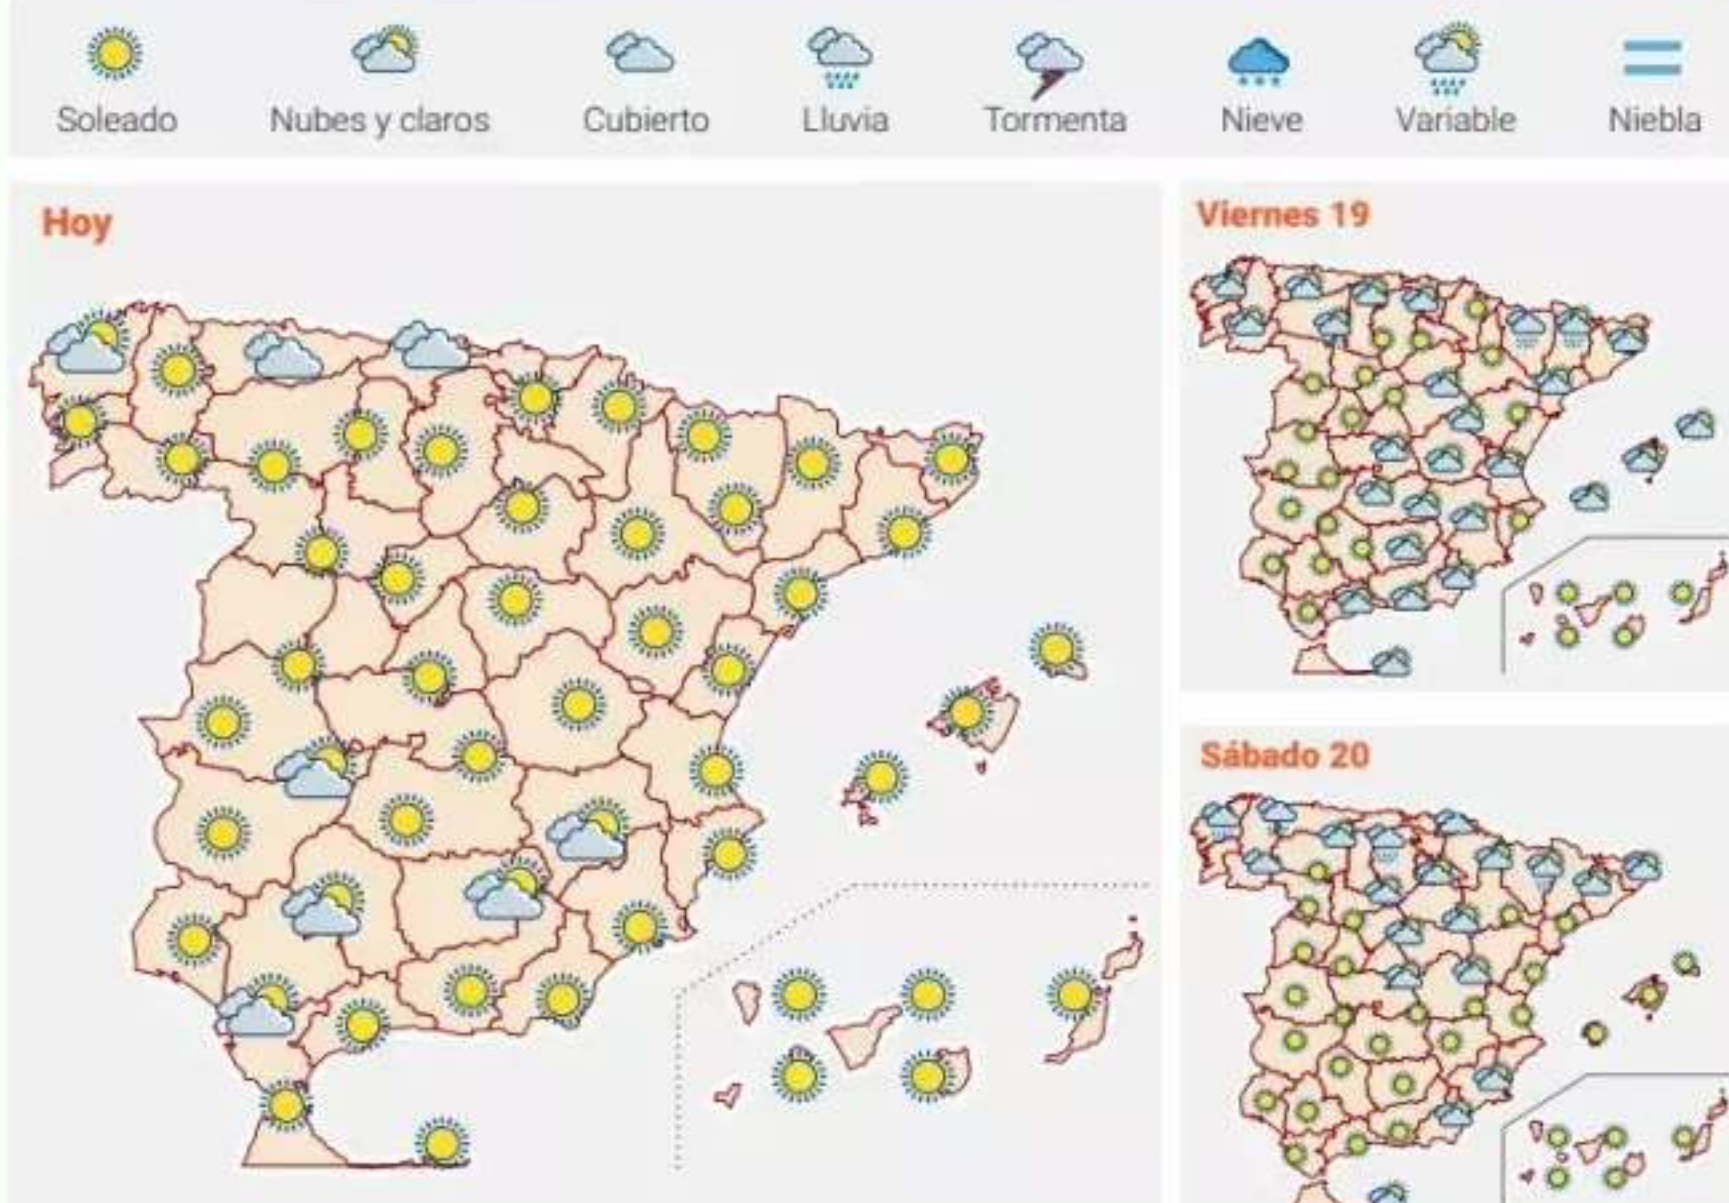 Soleado
Nubes y claros
Cubierto
Lluvia
Tormenta
Nieve
Variable
Niebla
Hoy
Viernes 19
Sábado 20